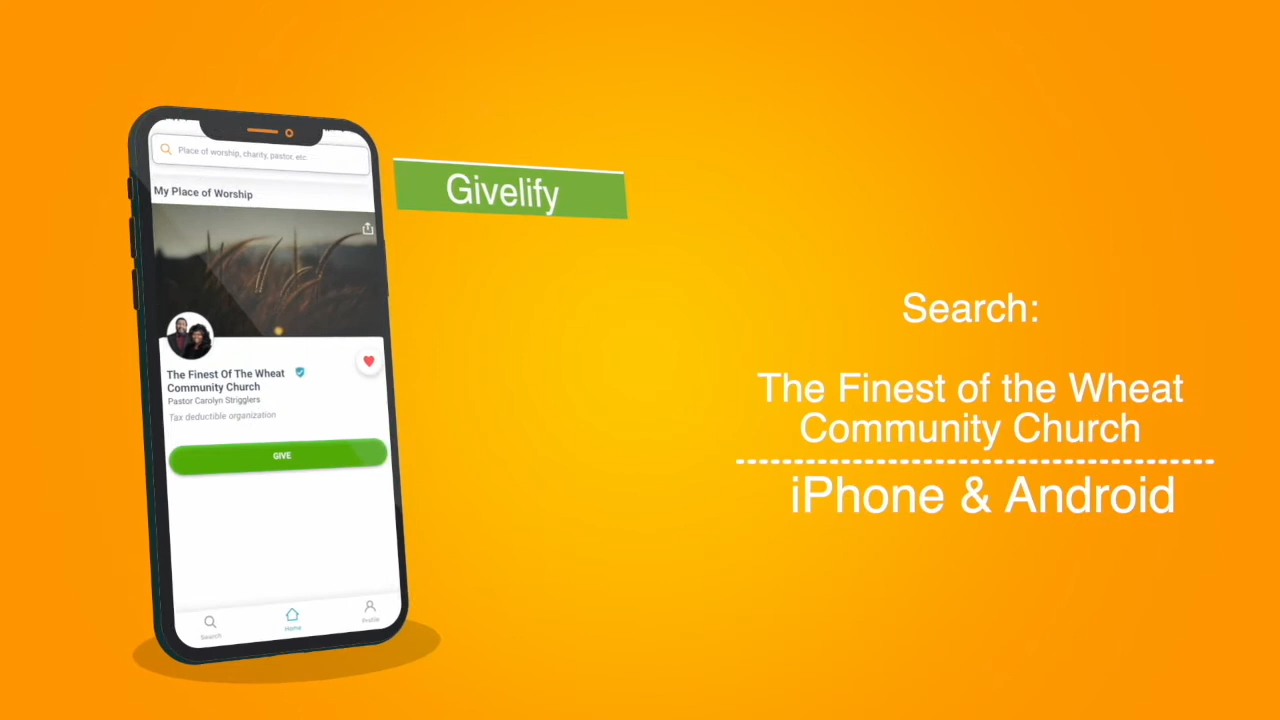 Place of worship, charity, pastor, etc
My Place of Worship
The Finest Of The Wheat
Community Church
Pastor Carolyn Strigglers
Tax deductible organization
GIVE
Search
Home
Profile
Givelify
Search:
The Finest of the Wheat
Community Church
iPhone & Android